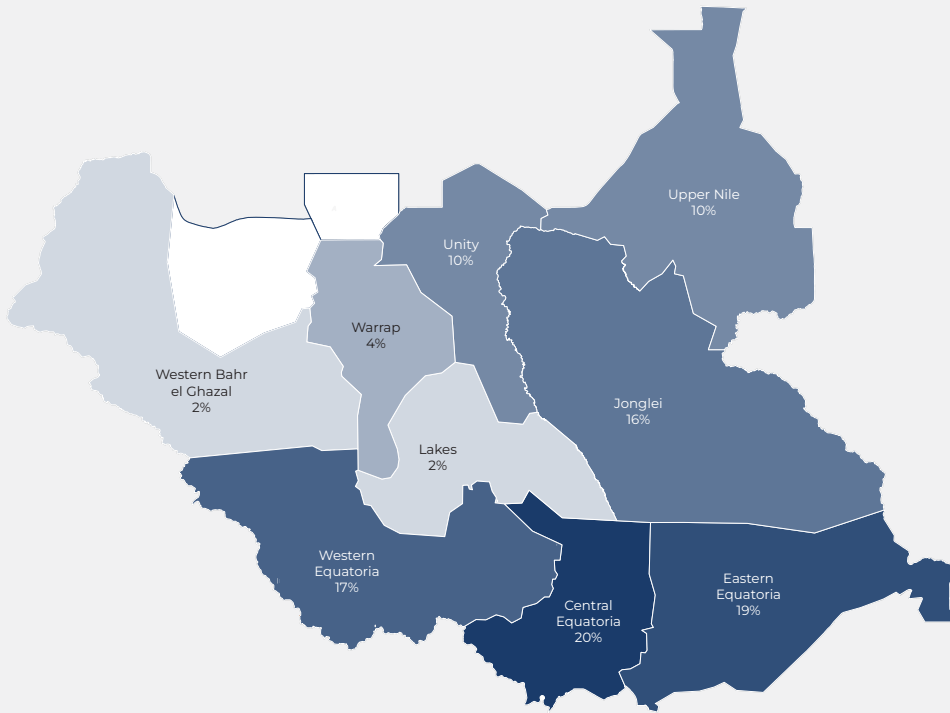 Upper Nile
10%
Unity
10%
Warrap
4%
Western Bahr
el Ghazal
2%
Jonglei
16%
Lakes
2%
Western
Equatoria
17%
Central
Equatoria
20%
Eastern
Equatoria
19%